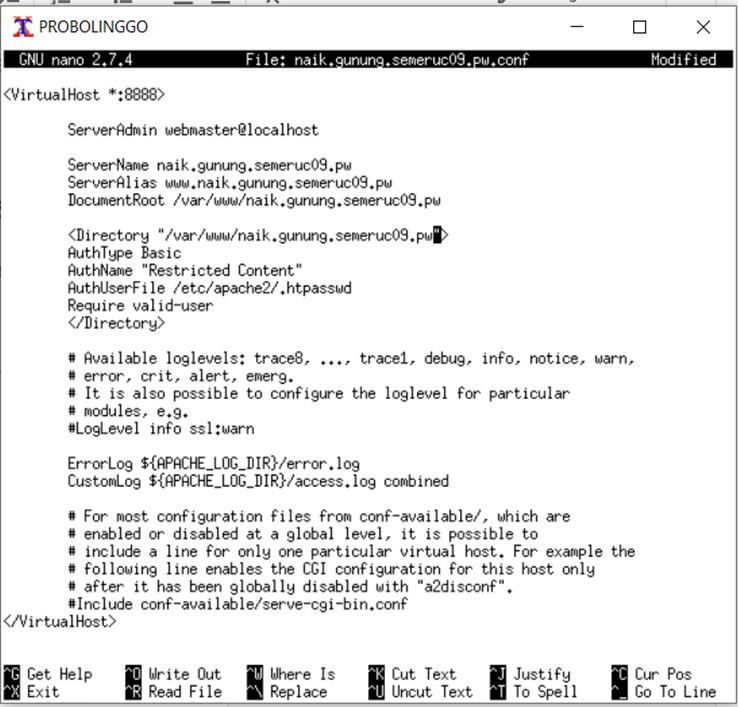 PROBOLINGGO
GNU nano 2.7.4 File: naik.gunung.semeruc09.pw.conf Modified
<VirtualHost *:8888>
ServerAdmin webmaster@localhost
ServerName naik.gunung.semeruc09.pw
ServerAlias www.naik.gunung.semeruc09.pw
DocumentRoot /var/www/naik.gunung.semeruc09.pw
<Directory "/var/www/naik.gunung.semeruc09.pw">
AuthType Basic
AuthName "Restricted Content"
AuthUserFile /etc/apache2/.htpasswd
Require valid-user
</Directory>
# Available loglevels: trace8, ..., trace1, debug, info, notice, warn,
# error, crit, alert, emerg.
# It is also possible to configure the loglevel for particular
# modules, e.g.
#LogLevel info ssl:warn
ErrorLog ${APACHE_LOG_DIR}/error.log
CustomLog ${APACHE_LOG_DIR}/access.log combined
# For most configuration files from conf-available/, which are
# enabled or disabled at a global level, it is possible to
# include a line for only one particular virtual host. For example the
# following line enables the CGI configuration for this host only
# after it has been globally disabled with "a2disconf".
#Include conf-available/serve-cgi-bin.conf
</VirtualHost>
^G Get Help ^O Write Out ^W Where Is ^K Cut Text ^J Justify ^C Cur Pos
^X Exit ^R Read File ^\ Replace ^U Uncut Text ^T To Spell ^_ Go To Line